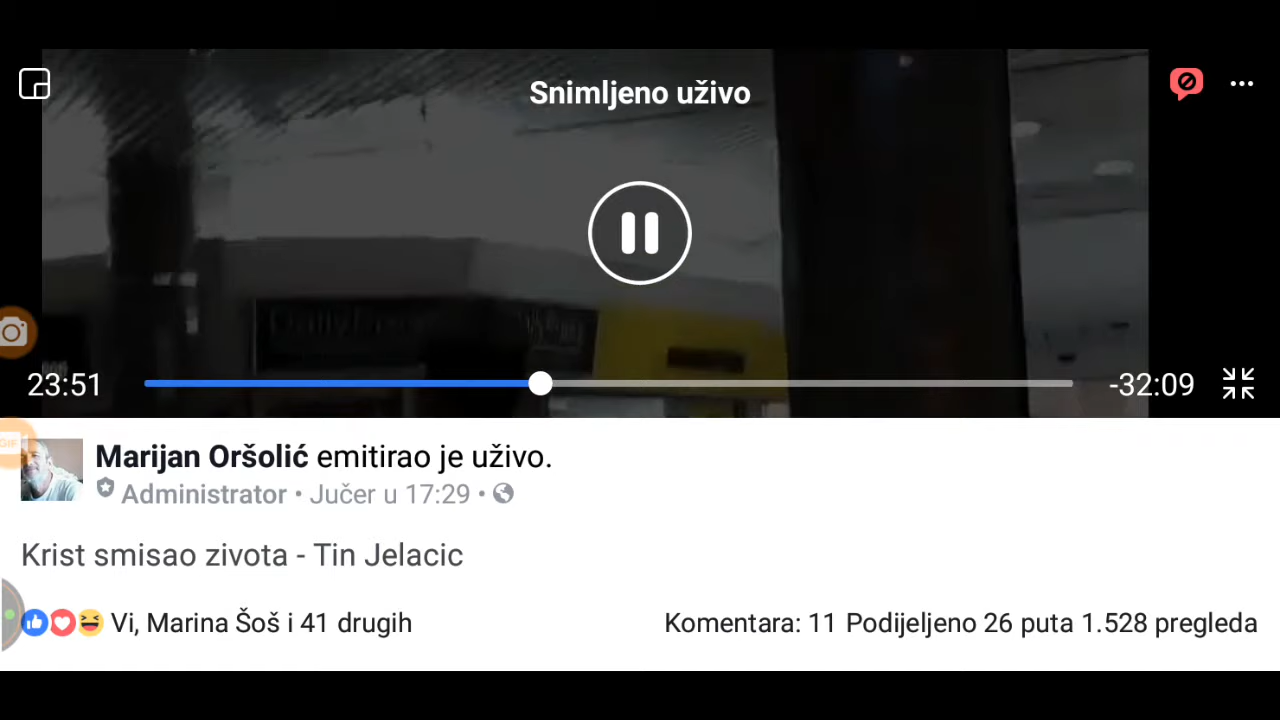 Snimljeno uživo
23:51
-32:09
GIF
Marijan Oršolić emitirao je uživo.
Administrator • Jučer u 17:29 •
Krist smisao zivota - Tin Jelacic
Vi, Marina Šoš i 41 drugih
Komentara: 11 Podijeljeno 26 puta 1.528 pregleda